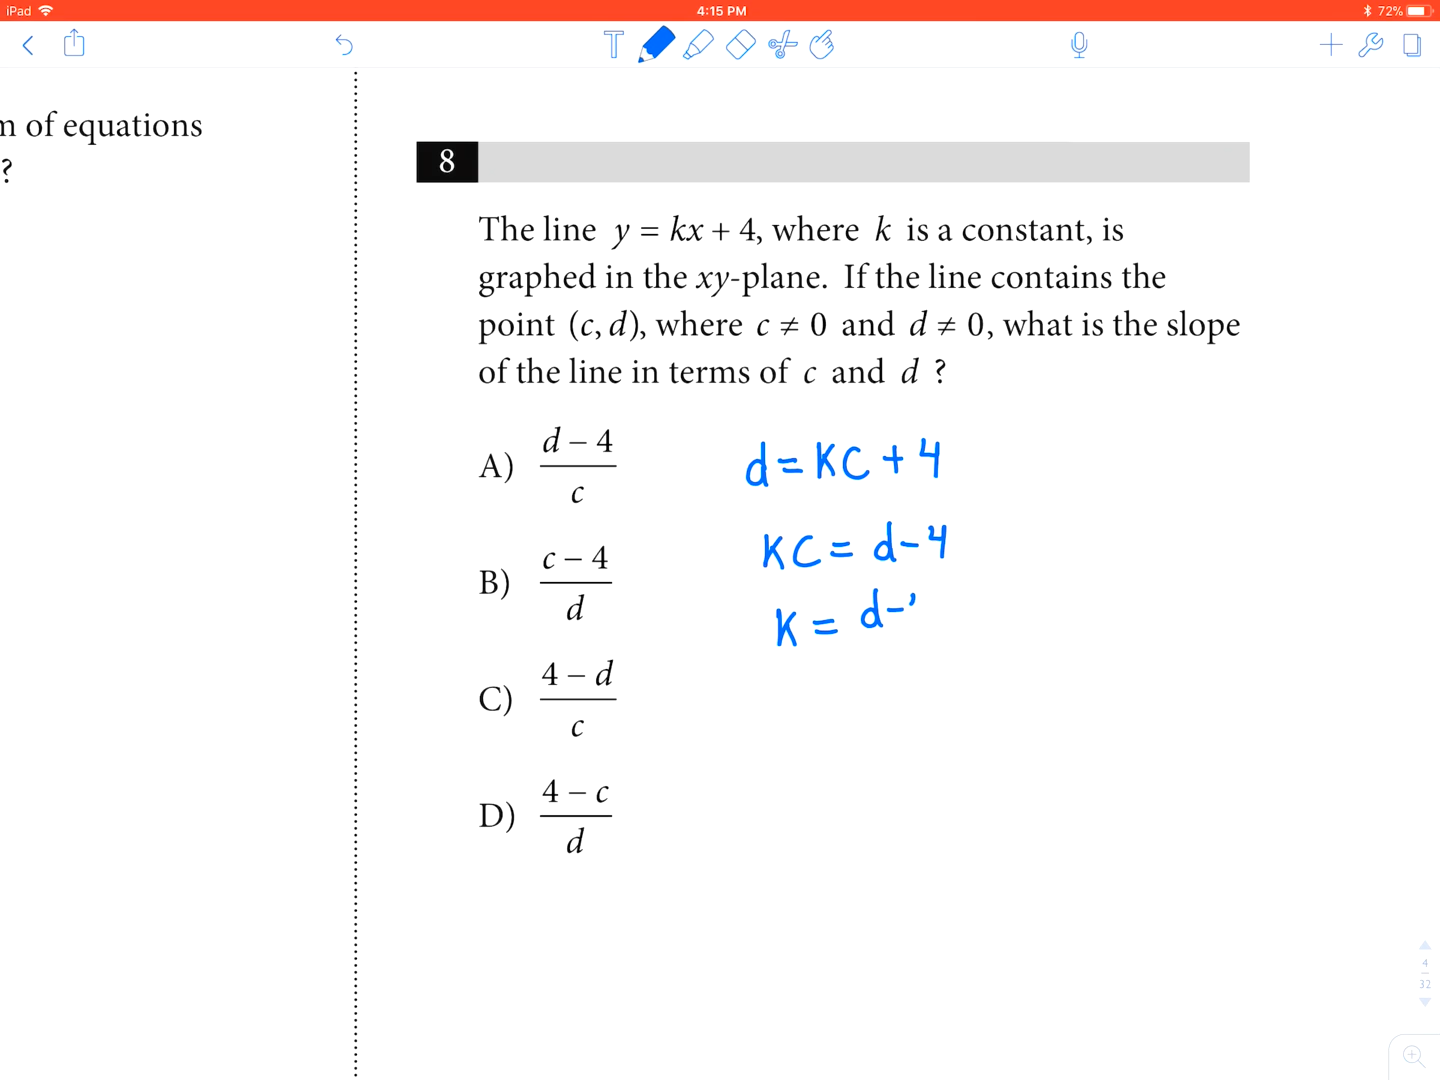 iPad 4:15 PM 72%
T
m of equations
?
8
The line y = kx + 4, where k is a constant, is
graphed in the xy-plane. If the line contains the
point (c, d), where c ≠ 0 and d ≠ 0, what is the slope
of the line in terms of c and d ?
A) d − 4
c
B) c − 4
d
C) 4 − d
c
D) 4 − c
d
d = KC + 4
KC = d - 4
K = d -
4
32